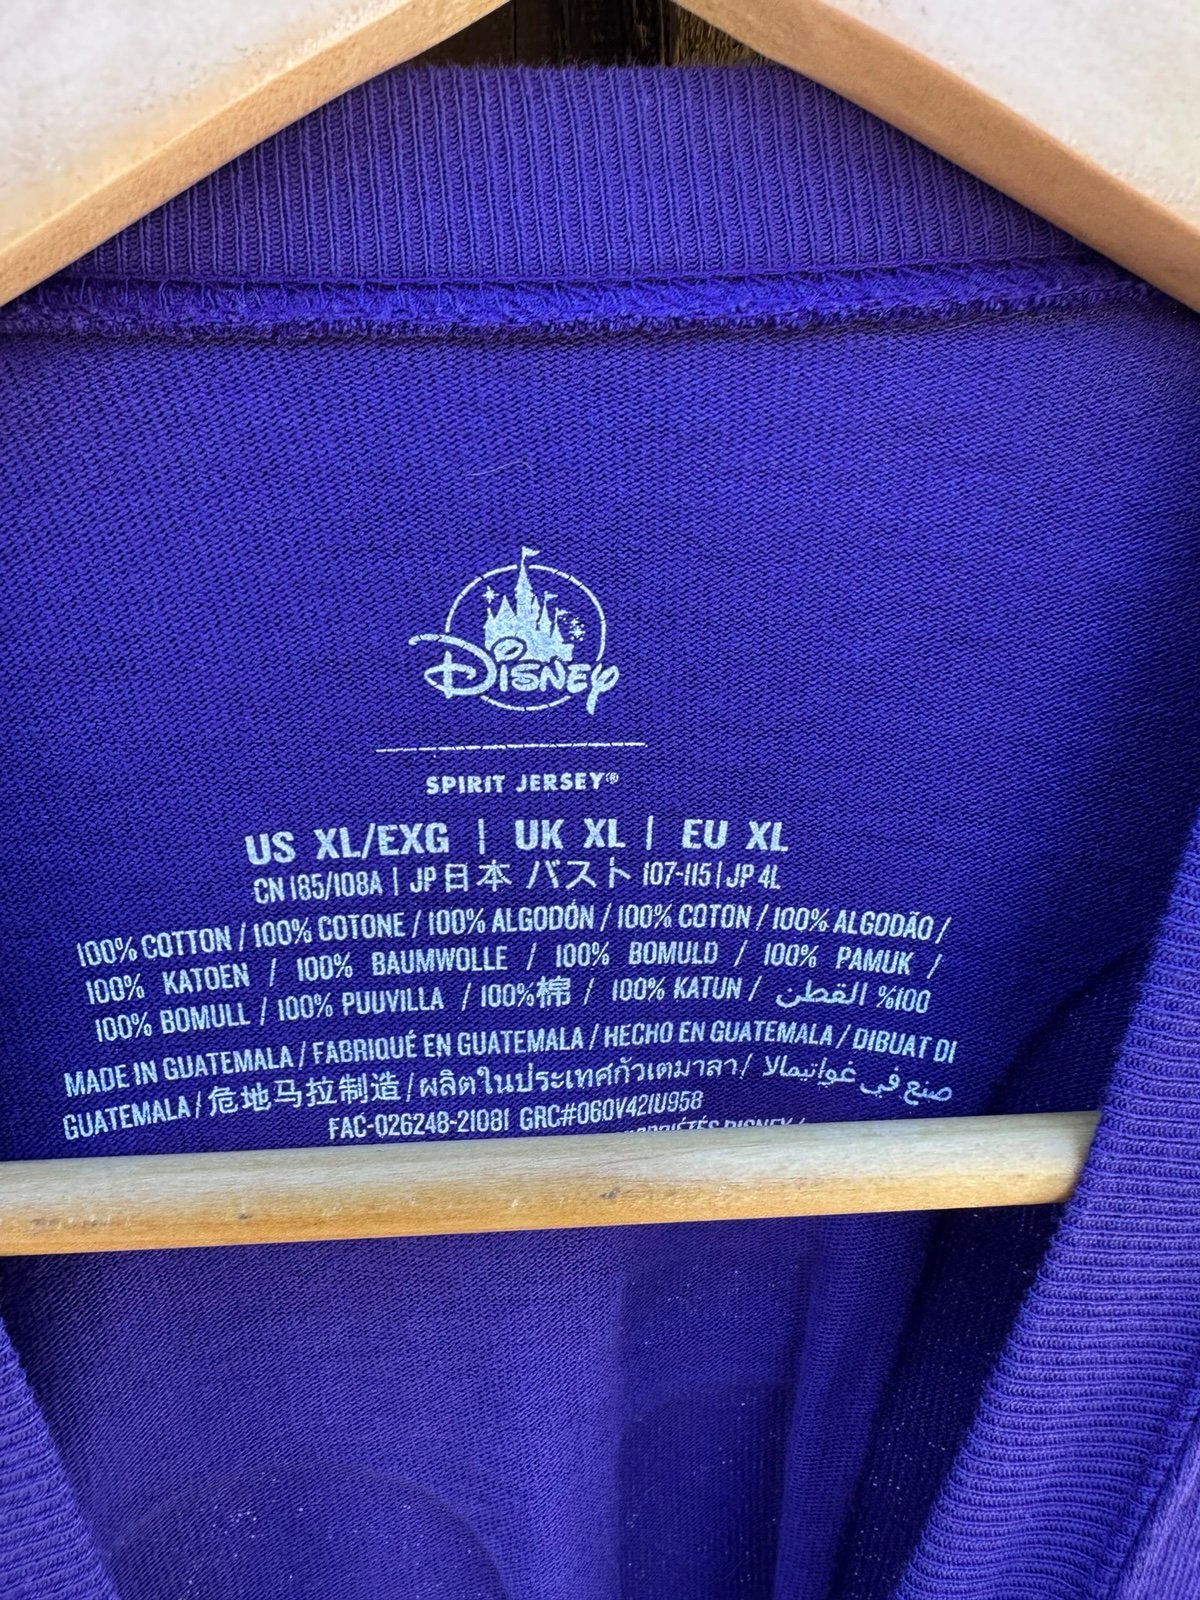 Disney
SPIRIT JERSEY®
US XL/EXG | UK XL | EU XL
CN 185/108A | JP 日本 バスト 107-115 | JP 4L
100% COTTON / 100% COTONE / 100% ALGODÓN / 100% COTON / 100% ALGODÃO /
100% KATOEN / 100% BAUMWOLLE / 100% BOMULD / 100% PAMUK /
100% BOMULL / 100% PUUVILLA / 100%棉 / 100% KATUN / 100% القطن
MADE IN GUATEMALA / FABRIQUÉ EN GUATEMALA / HECHO EN GUATEMALA / DIBUAT DI
GUATEMALA / 危地马拉制造 / ผลิตในประเทศกัวเตมาลา / صنع في غواتيمالا
FAC-026248-21081 GRC#060V421U958